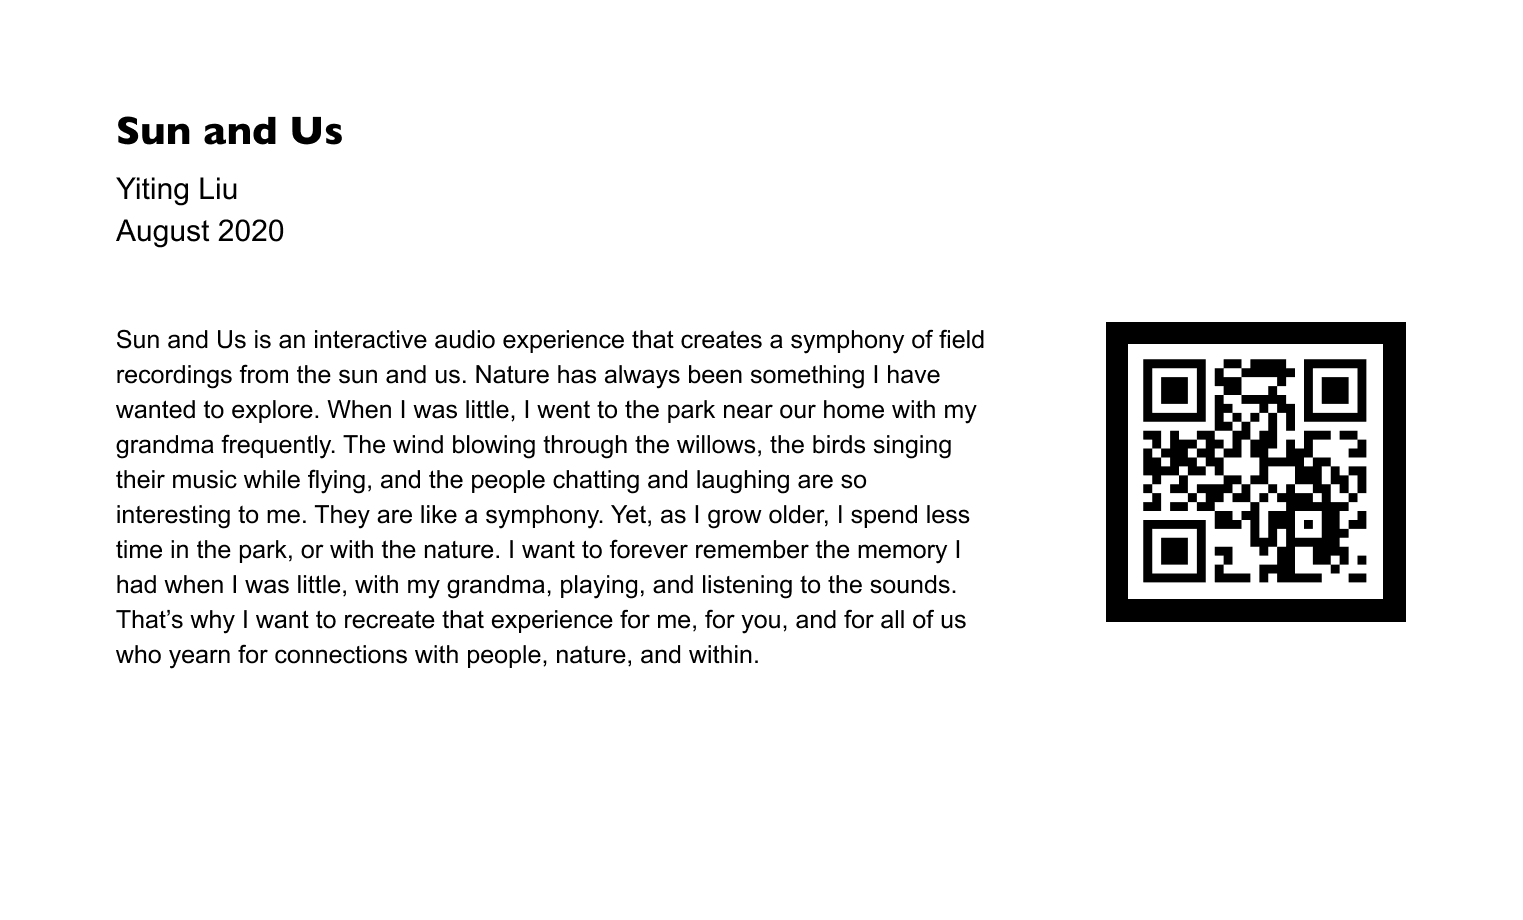 Sun and Us
Yiting Liu
August 2020
Sun and Us is an interactive audio experience that creates a symphony of field
recordings from the sun and us. Nature has always been something I have
wanted to explore. When I was little, I went to the park near our home with my
grandma frequently. The wind blowing through the willows, the birds singing
their music while flying, and the people chatting and laughing are so
interesting to me. They are like a symphony. Yet, as I grow older, I spend less
time in the park, or with the nature. I want to forever remember the memory I
had when I was little, with my grandma, playing, and listening to the sounds.
That’s why I want to recreate that experience for me, for you, and for all of us
who yearn for connections with people, nature, and within.